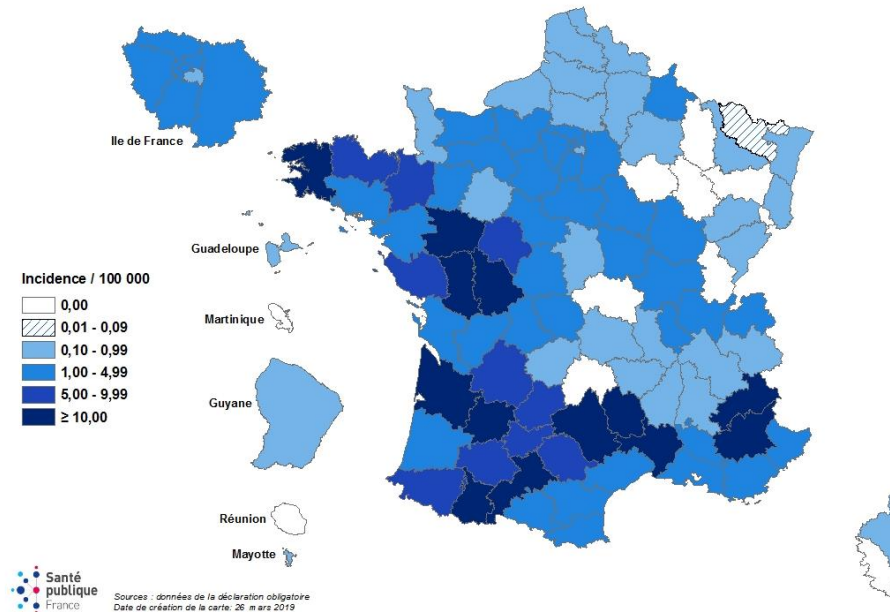 Ile de France
Guadeloupe
Incidence / 100 000
0,00
0,01 - 0,09
0,10 - 0,99
1,00 - 4,99
5,00 - 9,99
≥ 10,00
Martinique
Guyane
Réunion
Mayotte
Santé
publique
France
Sources : données de la déclaration obligatoire
Date de création de la carte: 26 mars 2019